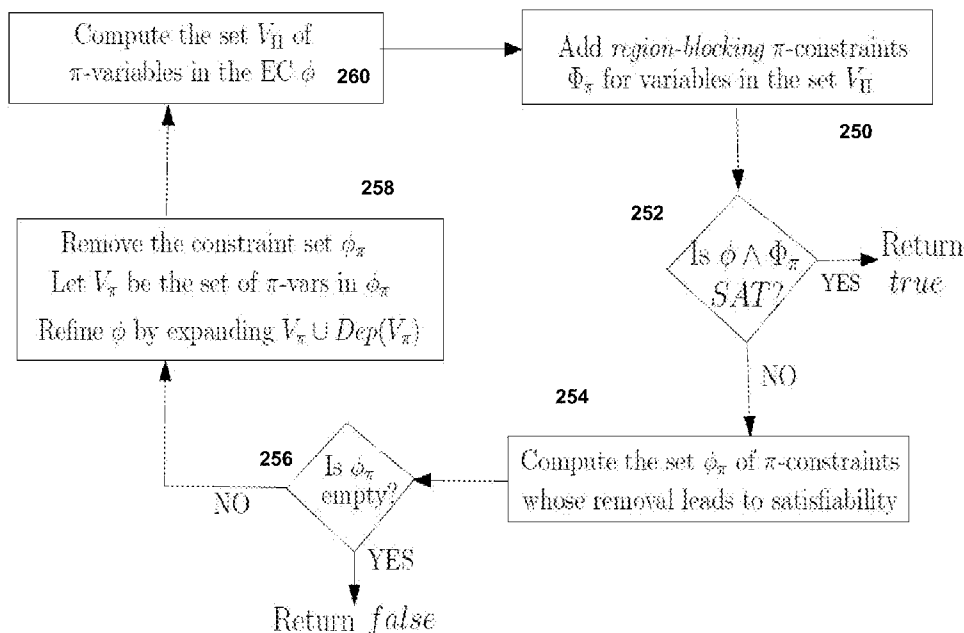 Compute the set V_Π of
π-variables in the EC ϕ
260
Add region-blocking π-constraints
Φ_π for variables in the set V_Π
250
252
Is ϕ ∧ Φ_π
SAT?
YES
Return
true
NO
254
Compute the set ϕ_π of π-constraints
whose removal leads to satisfiability
256
Is ϕ_π
empty?
YES
Return false
NO
258
Remove the constraint set ϕ_π
Let V_π be the set of π-vars in ϕ_π
Refine ϕ by expanding V_π ∪ Dep(V_π)